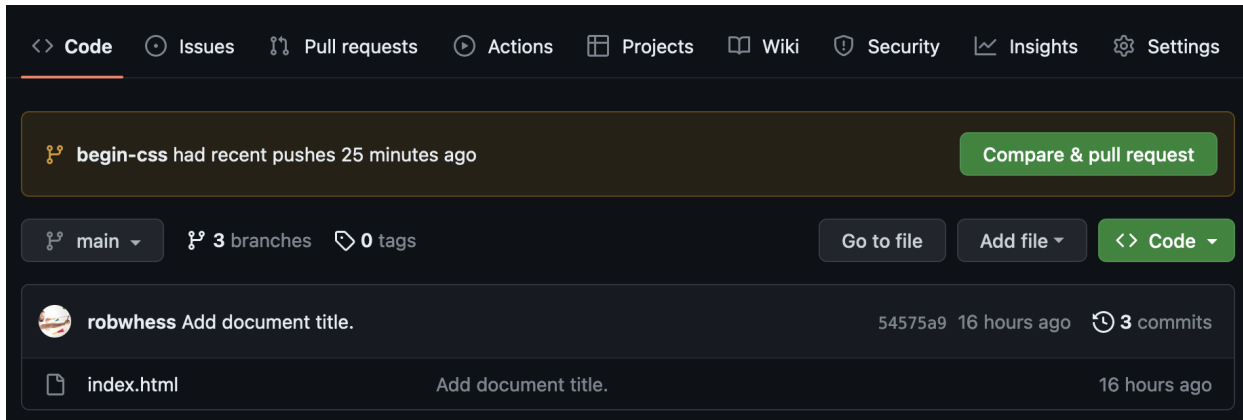 <> Code Issues Pull requests Actions Projects Wiki Security Insights Settings
begin-css had recent pushes 25 minutes ago Compare & pull request
main 3 branches 0 tags Go to file Add file <> Code
robwhess Add document title. 54575a9 16 hours ago 3 commits
index.html Add document title. 16 hours ago